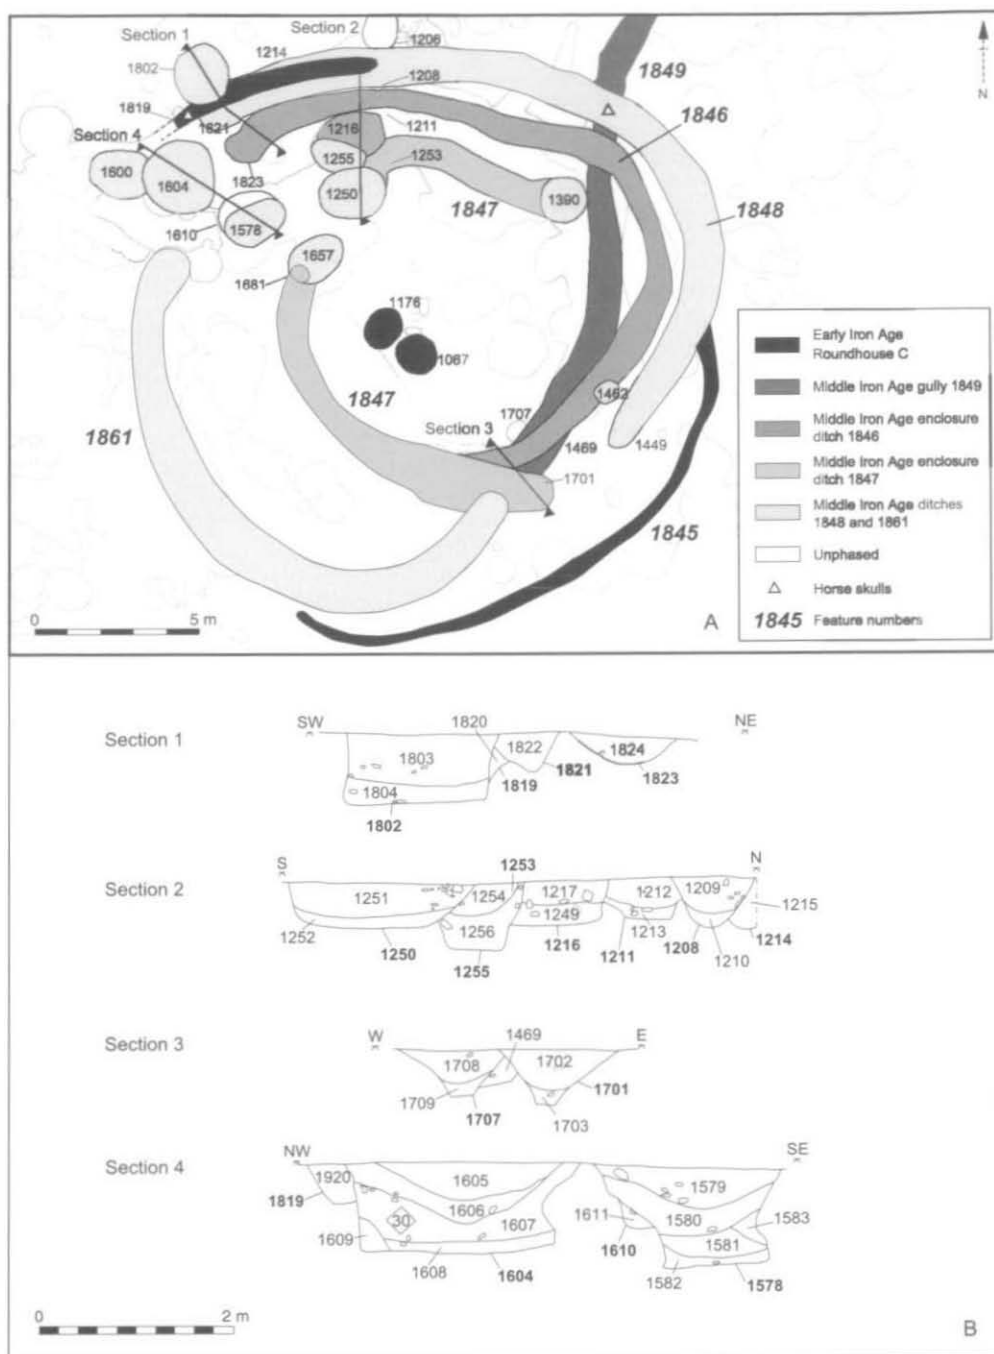 Section 1
Section 2
1802
1214
1206
1849
N
1208
1819
1821
1846
Section 4
1216
1211
1255
1253
1600
1604
1823
1250
1847
1390
1848
1610
1578
1657
1681
1176
1067
1462
1847
1707
1861
Section 3
1469
1449
1701
1845
0 5 m
A
Early Iron Age
Roundhouse C
Middle Iron Age gully 1849
Middle Iron Age enclosure
ditch 1846
Middle Iron Age enclosure
ditch 1847
Middle Iron Age ditches
1848 and 1861
Unphased
Horse skulls
1845 Feature numbers
Section 1
SW
NE
1820
1803
1822
1824
1804
1819
1821
1823
1802
Section 2
S
N
1253
1251
1254
1217
1212
1209
1215
1249
1252
1256
1213
1250
1216
1211
1208
1214
1255
1210
Section 3
W
E
1469
1708
1702
1709
1701
1707
1703
Section 4
NW
SE
1920
1605
1579
1819
1606
30
1607
1611
1580
1583
1609
1610
1581
1608
1604
1582
1578
0 2 m
B